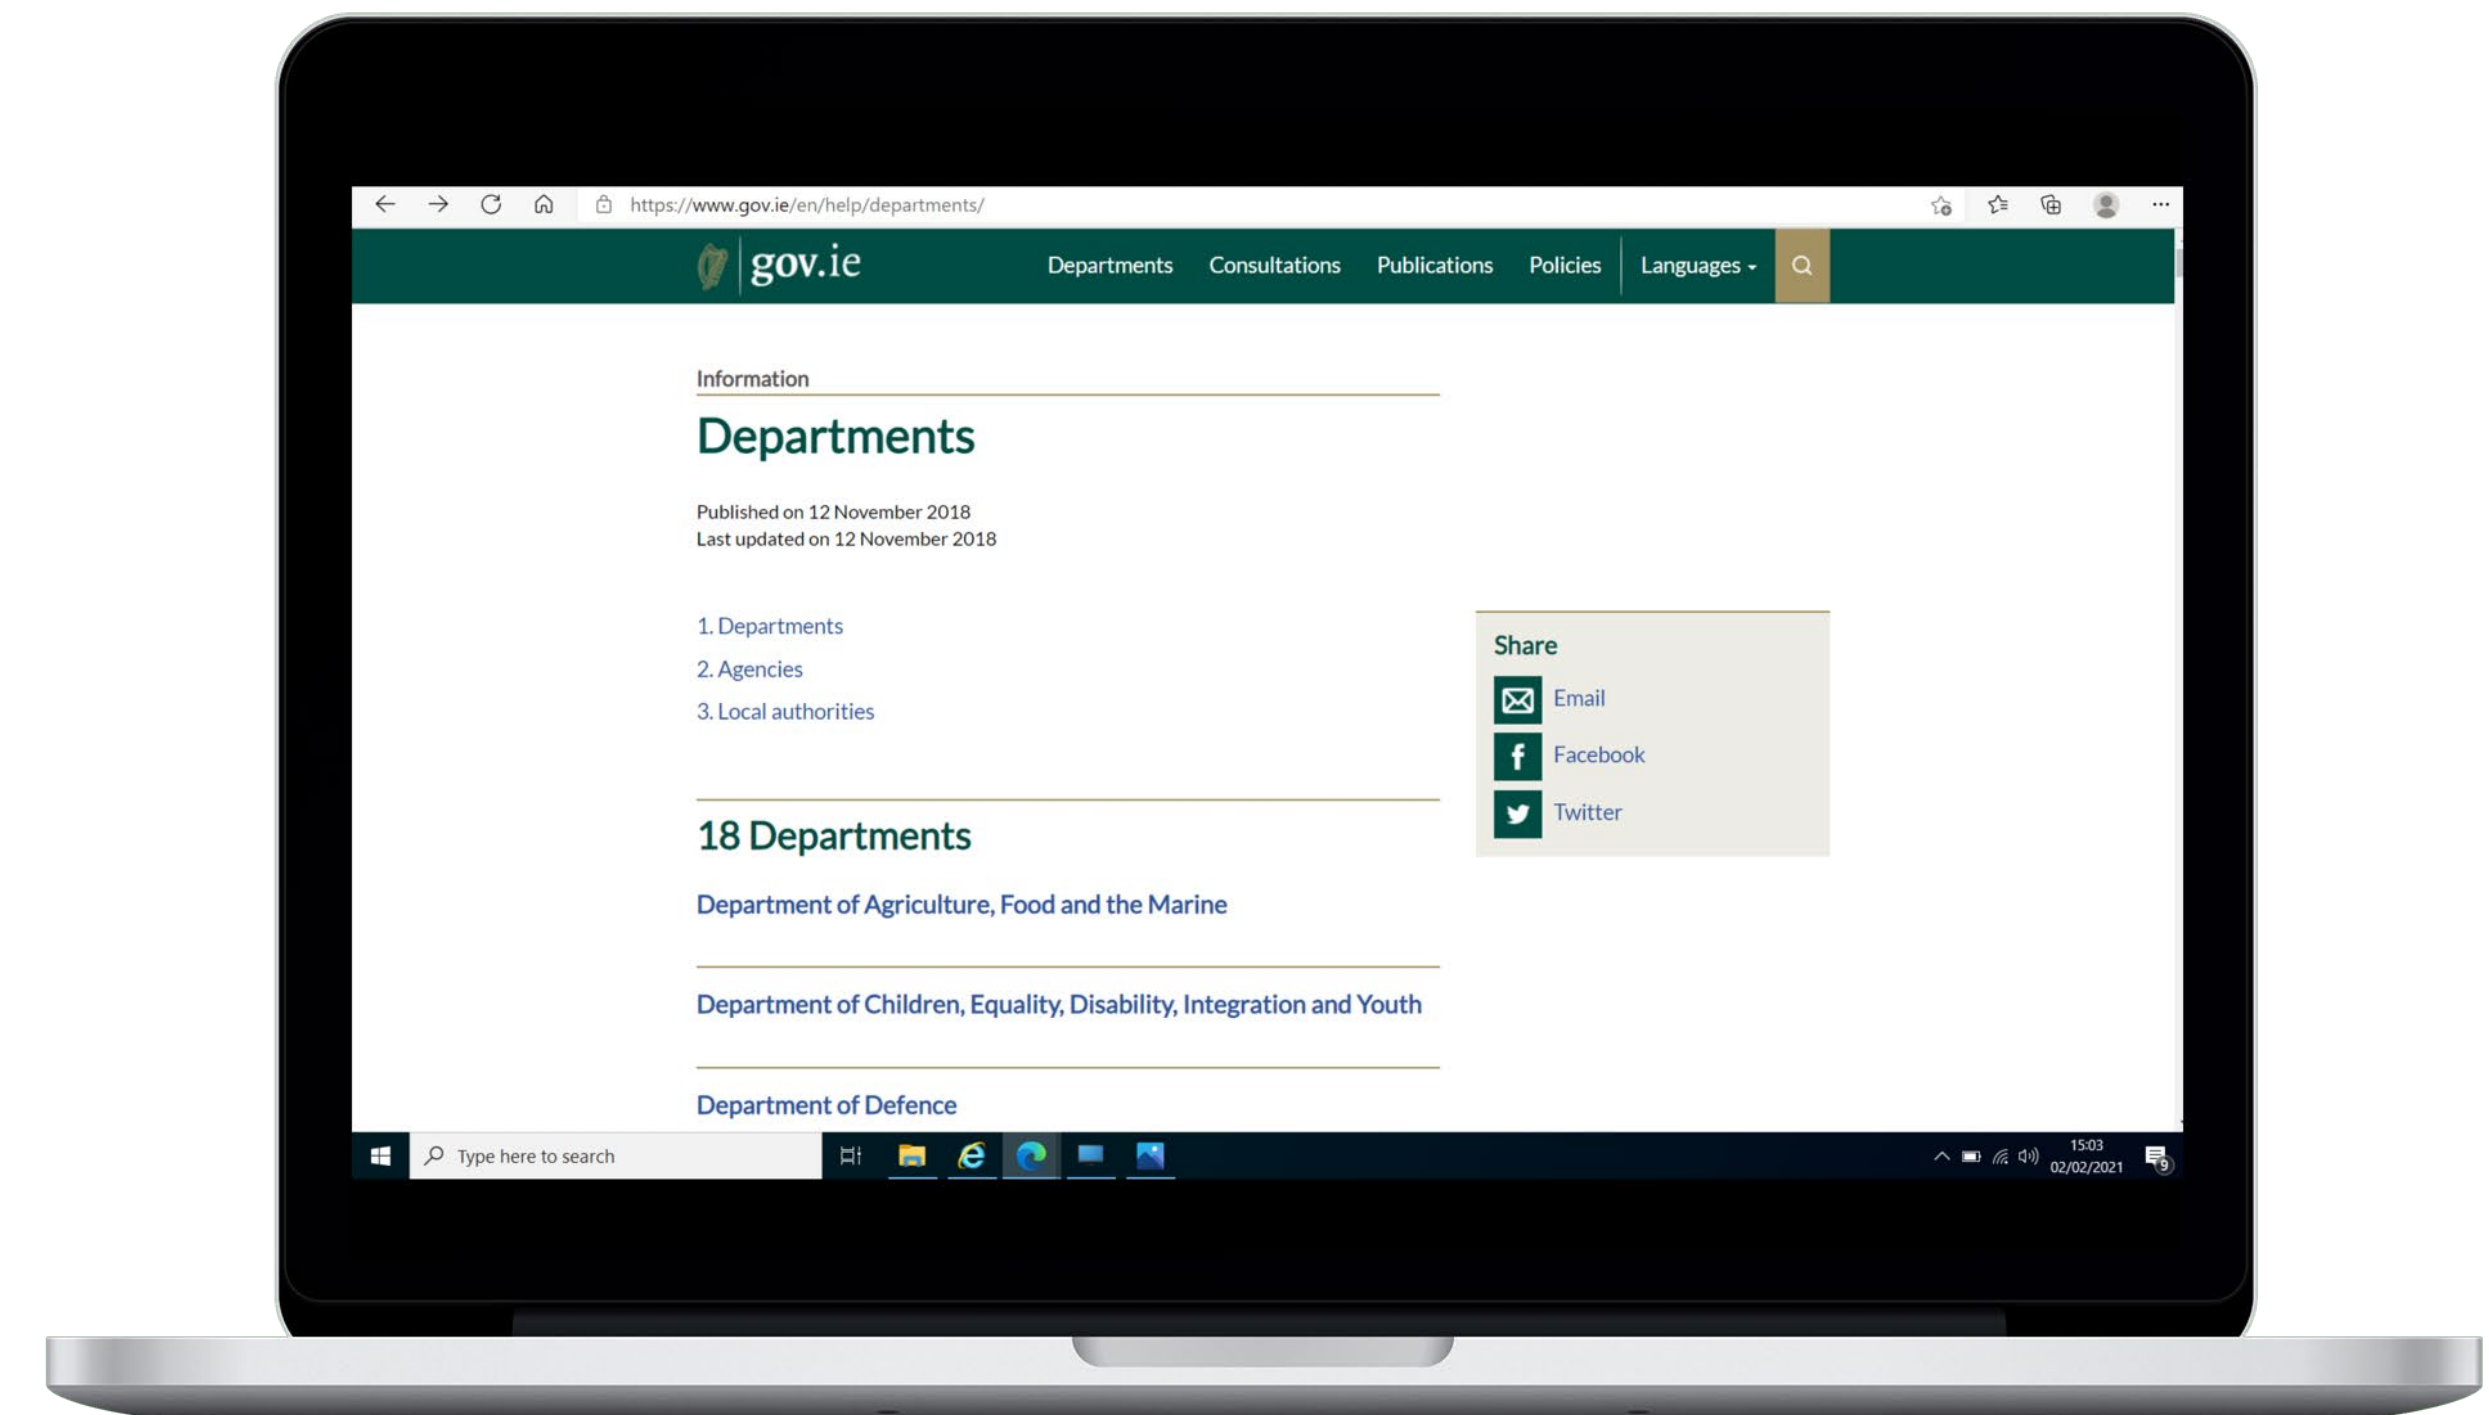 https://www.gov.ie/en/help/departments/
gov.ie
Departments Consultations Publications Policies Languages
Information
Departments
Published on 12 November 2018
Last updated on 12 November 2018
1. Departments
2. Agencies
3. Local authorities
Share
Email
Facebook
Twitter
18 Departments
Department of Agriculture, Food and the Marine
Department of Children, Equality, Disability, Integration and Youth
Department of Defence
Type here to search
15:03
02/02/2021
9